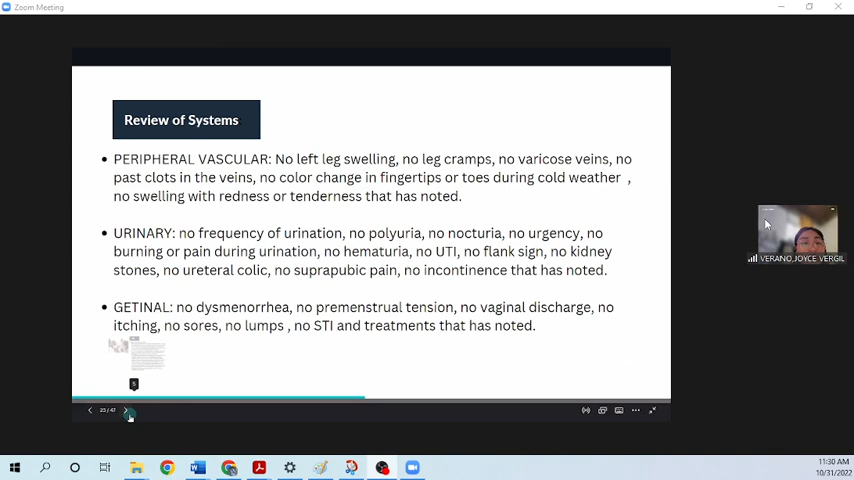 Zoom Meeting
Review of Systems
• PERIPHERAL VASCULAR: No left leg swelling, no leg cramps, no varicose veins, no
past clots in the veins, no color change in fingertips or toes during cold weather ,
no swelling with redness or tenderness that has noted.
• URINARY: no frequency of urination, no polyuria, no nocturia, no urgency, no
burning or pain during urination, no hematuria, no UTI, no flank sign, no kidney
stones, no ureteral colic, no suprapubic pain, no incontinence that has noted.
• GETINAL: no dysmenorrhea, no premenstrual tension, no vaginal discharge, no
itching, no sores, no lumps , no STI and treatments that has noted.
5
23 / 47
VERANO,JOYCE VERGIL
11:30 AM
10/31/2022